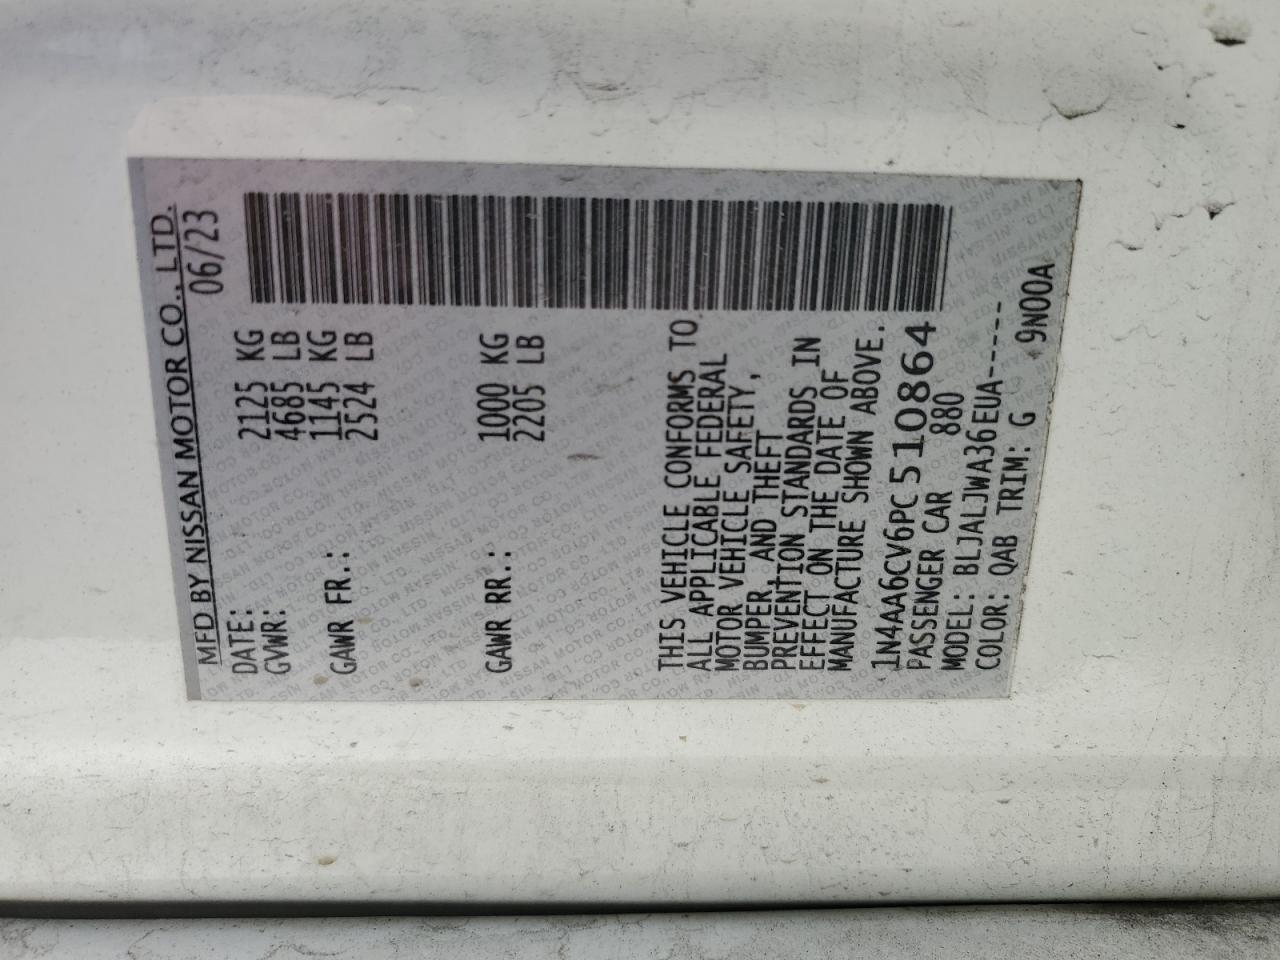 MFD BY NISSAN MOTOR CO., LTD.
DATE: 06/23
GVWR: 2125 KG
4685 LB
GAWR FR.: 1145 KG
2524 LB
GAWR RR.: 1000 KG
2205 LB
THIS VEHICLE CONFORMS TO
ALL APPLICABLE FEDERAL
MOTOR VEHICLE SAFETY,
BUMPER, AND THEFT
PREVENTION STANDARDS IN
EFFECT ON THE DATE OF
MANUFACTURE SHOWN ABOVE.
1N4AA6CV6PC510864
PASSENGER CAR 880
MODEL: BLJALJWA36EUA-----
COLOR: QAB TRIM: G 9N00A